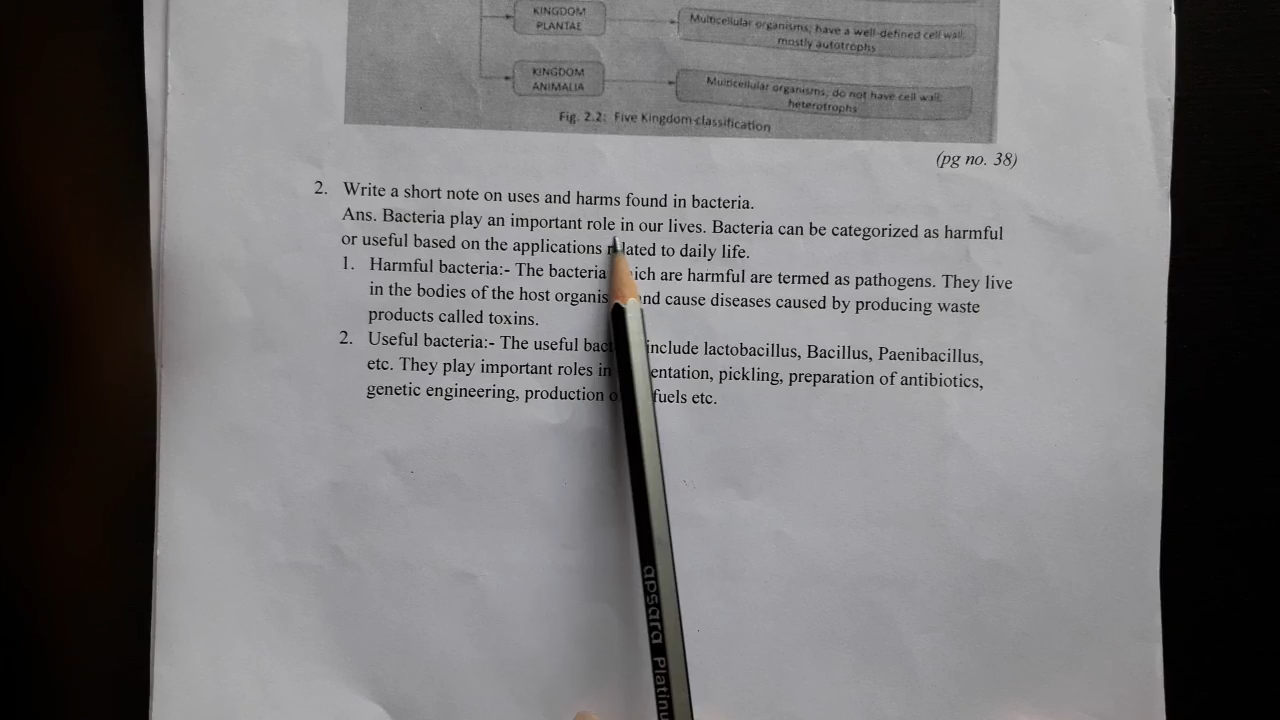 KINGDOM
PLANTAE
Multicellular organisms; have a well-defined cell wall;
mostly autotrophs
KINGDOM
ANIMALIA
Multicellular organisms; do not have cell wall;
heterotrophs
Fig. 2.2: Five Kingdom classification
(pg no. 38)
2. Write a short note on uses and harms found in bacteria.
Ans. Bacteria play an important role in our lives. Bacteria can be categorized as harmful
or useful based on the applications lated to daily life.
1. Harmful bacteria:- The bacteria ich are harmful are termed as pathogens. They live
in the bodies of the host organis nd cause diseases caused by producing waste
products called toxins.
2. Useful bacteria:- The useful bac include lactobacillus, Bacillus, Paenibacillus,
etc. They play important roles in entation, pickling, preparation of antibiotics,
genetic engineering, production o fuels etc.
apsara Platinu